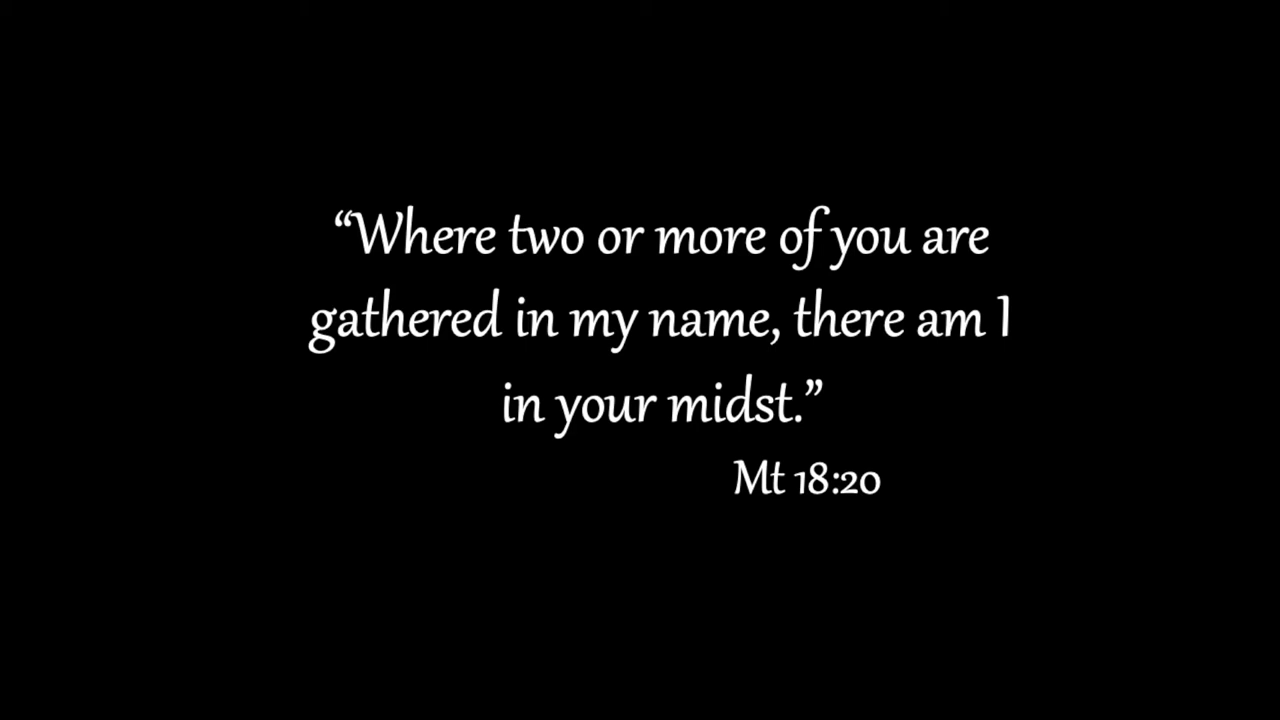 “Where two or more of you are
gathered in my name, there am I
in your midst.”
Mt 18:20